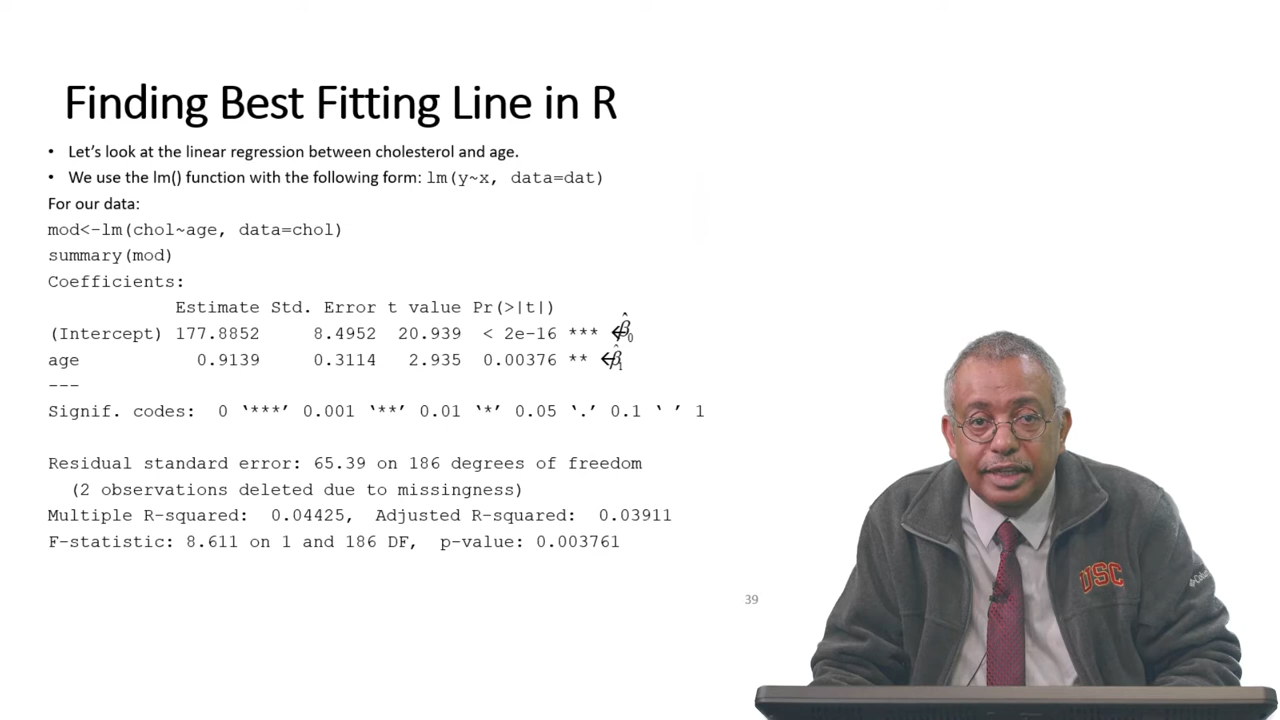 Finding Best Fitting Line in R
• Let's look at the linear regression between cholesterol and age.
• We use the lm() function with the following form: lm(y~x, data=dat)
For our data:
mod<-lm(chol~age, data=chol)
summary(mod)
Coefficients:
Estimate Std. Error t value Pr(>|t|)
(Intercept) 177.8852 8.4952 20.939 < 2e-16 *** ← β̂0
age 0.9139 0.3114 2.935 0.00376 ** ← β̂1
---
Signif. codes: 0 ‘***’ 0.001 ‘**’ 0.01 ‘*’ 0.05 ‘.’ 0.1 ‘ ’ 1
Residual standard error: 65.39 on 186 degrees of freedom
(2 observations deleted due to missingness)
Multiple R-squared: 0.04425, Adjusted R-squared: 0.03911
F-statistic: 8.611 on 1 and 186 DF, p-value: 0.003761
USC
39